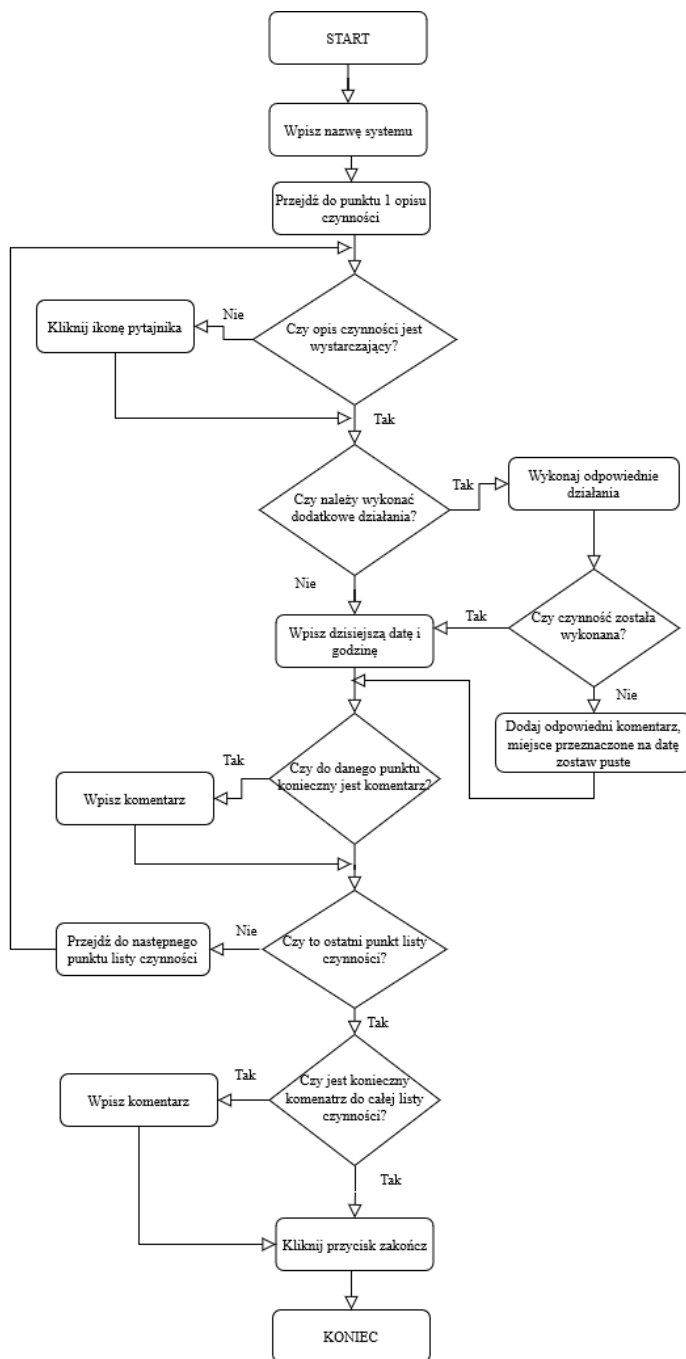 START
Wpisz nazwę systemu
Przejdź do punktu 1 opisu
czynności
Czy opis czynności jest
wystarczający?
Nie
Kliknij ikonę pytajnika
Tak
Czy należy wykonać
dodatkowe działania?
Tak
Wykonaj odpowiednie
działania
Nie
Czy czynność została
wykonana?
Tak
Wpisz dzisiejszą datę i
godzinę
Nie
Dodaj odpowiedni komentarz,
miejsce przeznaczone na datę
zostaw puste
Czy do danego punktu
konieczny jest komentarz?
Tak
Wpisz komentarz
Czy to ostatni punkt listy
czynności?
Nie
Przejdź do następnego
punktu listy czynności
Tak
Czy jest konieczny
komenatrz do całej listy
czynności?
Tak
Wpisz komentarz
Tak
Kliknij przycisk zakończ
KONIEC